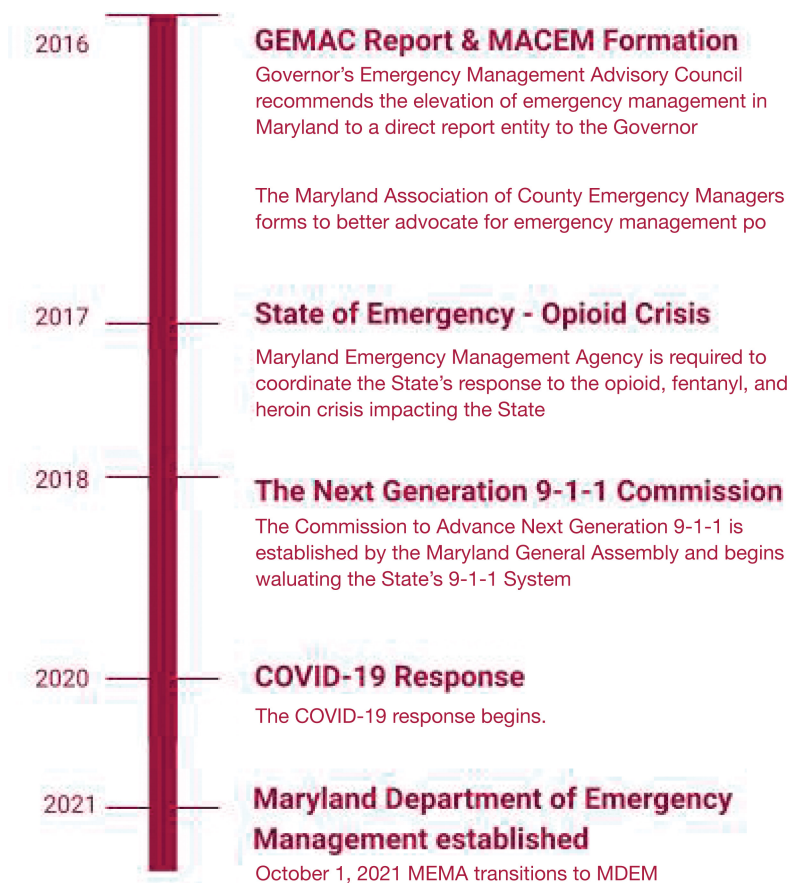 2016
GEMAC Report & MACEM Formation
Governor's Emergency Management Advisory Council
recommends the elevation of emergency management in
Maryland to a direct report entity to the Governor
The Maryland Association of County Emergency Managers
forms to better advocate for emergency management po
2017
State of Emergency - Opioid Crisis
Maryland Emergency Management Agency is required to
coordinate the State's response to the opioid, fentanyl, and
heroin crisis impacting the State
2018
The Next Generation 9-1-1 Commission
The Commission to Advance Next Generation 9-1-1 is
established by the Maryland General Assembly and begins
waluating the State's 9-1-1 System
2020
COVID-19 Response
The COVID-19 response begins.
2021
Maryland Department of Emergency
Management established
October 1, 2021 MEMA transitions to MDEM